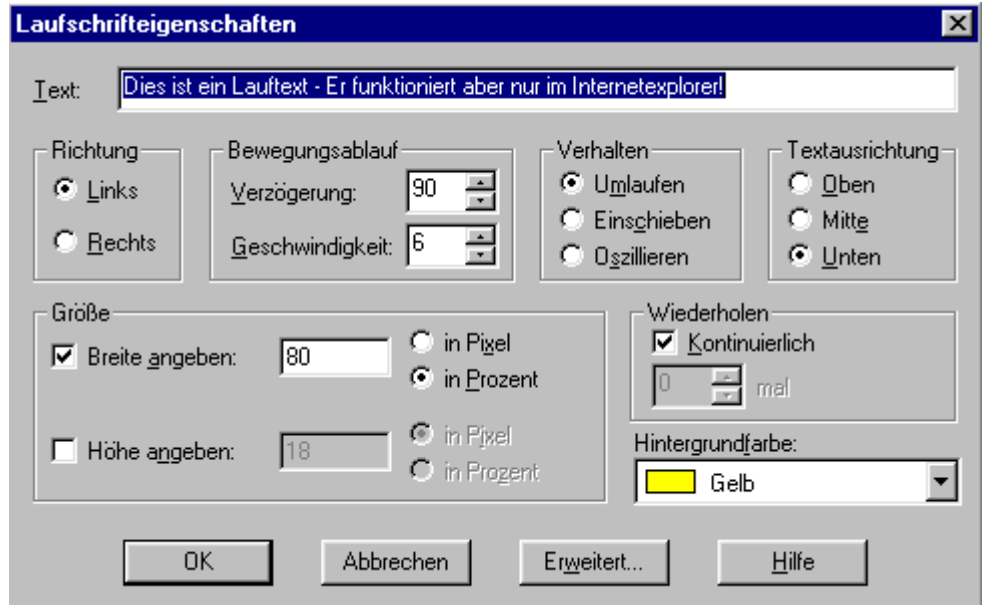 Laufschrifteigenschaften
Text: Dies ist ein Lauftext - Er funktioniert aber nur im Internetexplorer!
Richtung
Links
Rechts
Bewegungsablauf
Verzögerung: 90
Geschwindigkeit: 6
Verhalten
Umlaufen
Einschieben
Oszillieren
Textausrichtung
Oben
Mitte
Unten
Größe
Breite angeben: 80
in Pixel
in Prozent
Höhe angeben: 18
in Pixel
in Prozent
Wiederholen
Kontinuierlich
0 mal
Hintergrundfarbe:
Gelb
OK Abbrechen Erweitert... Hilfe